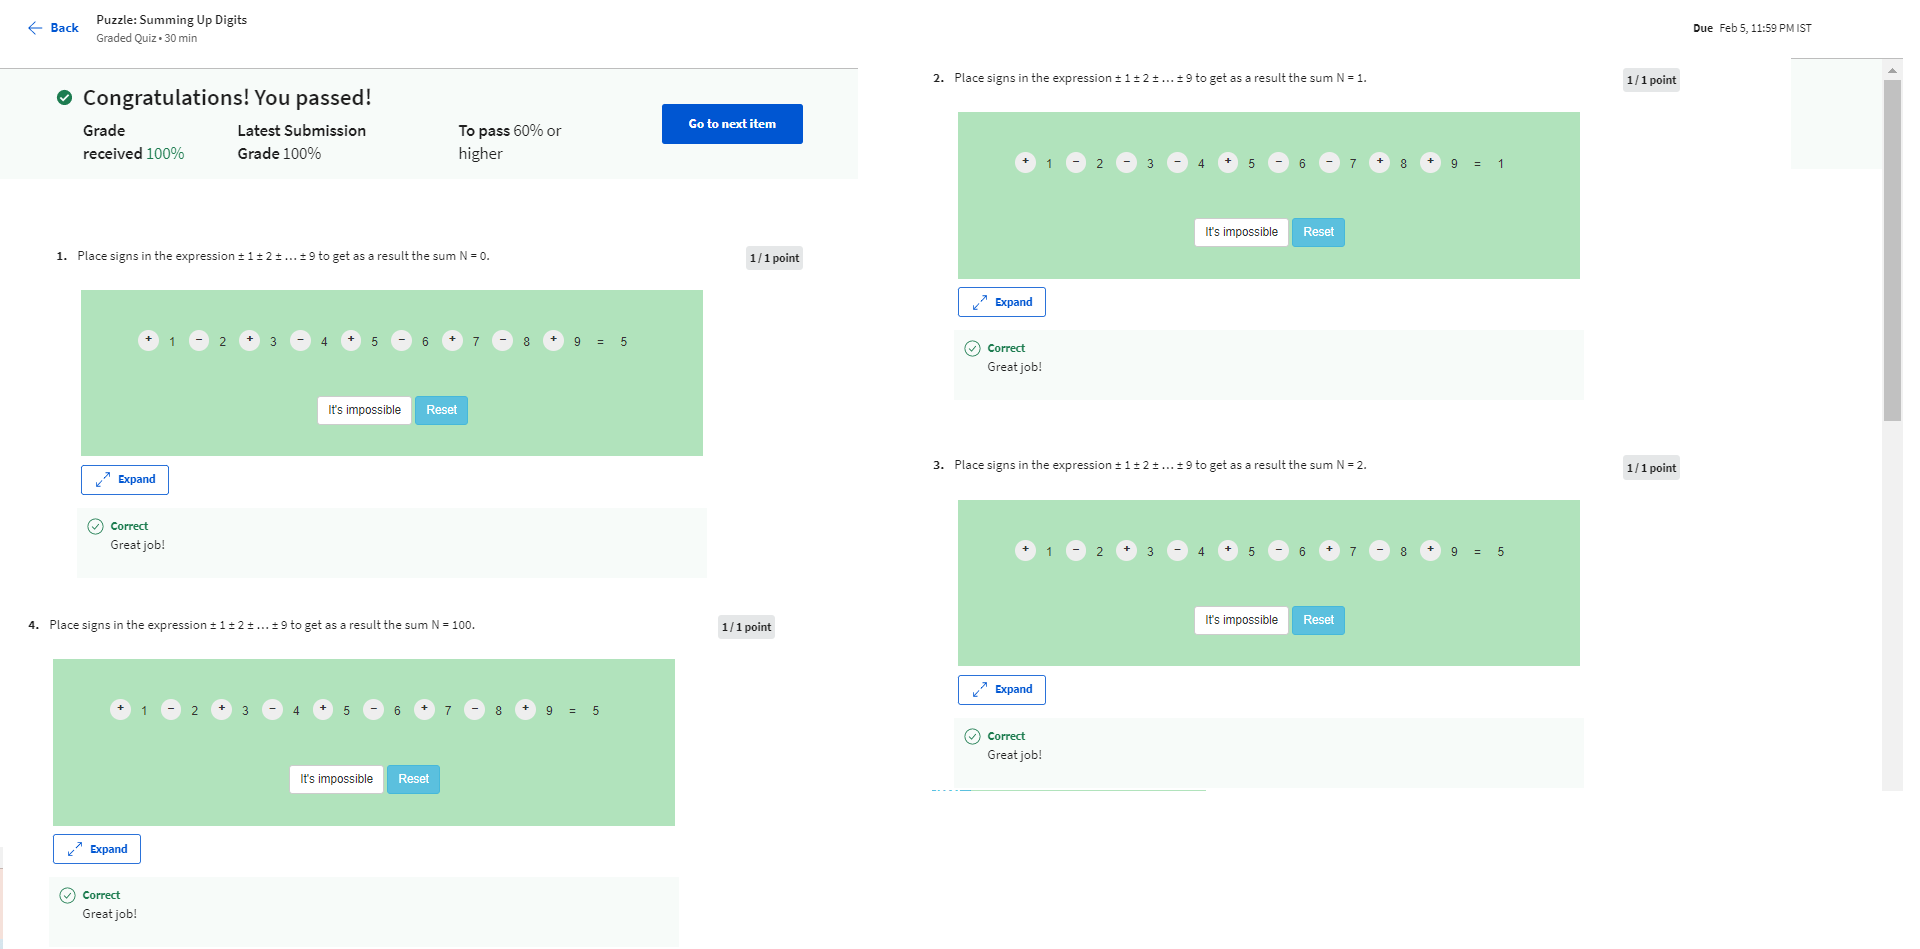 Back
Puzzle: Summing Up Digits
Graded Quiz • 30 min
Due Feb 5, 11:59 PM IST
Congratulations! You passed!
Grade received 100%
Latest Submission Grade 100%
To pass 60% or higher
Go to next item
1. Place signs in the expression ± 1 ± 2 ± … ± 9 to get as a result the sum N = 0.
1 / 1 point
+ 1 − 2 + 3 − 4 + 5 − 6 + 7 − 8 + 9 = 5
It's impossible Reset
Expand
Correct
Great job!
2. Place signs in the expression ± 1 ± 2 ± … ± 9 to get as a result the sum N = 1.
1 / 1 point
+ 1 − 2 − 3 − 4 + 5 − 6 − 7 + 8 + 9 = 1
It's impossible Reset
Expand
Correct
Great job!
3. Place signs in the expression ± 1 ± 2 ± … ± 9 to get as a result the sum N = 2.
1 / 1 point
+ 1 − 2 + 3 − 4 + 5 − 6 + 7 − 8 + 9 = 5
It's impossible Reset
Expand
Correct
Great job!
4. Place signs in the expression ± 1 ± 2 ± … ± 9 to get as a result the sum N = 100.
1 / 1 point
+ 1 − 2 + 3 − 4 + 5 − 6 + 7 − 8 + 9 = 5
It's impossible Reset
Expand
Correct
Great job!